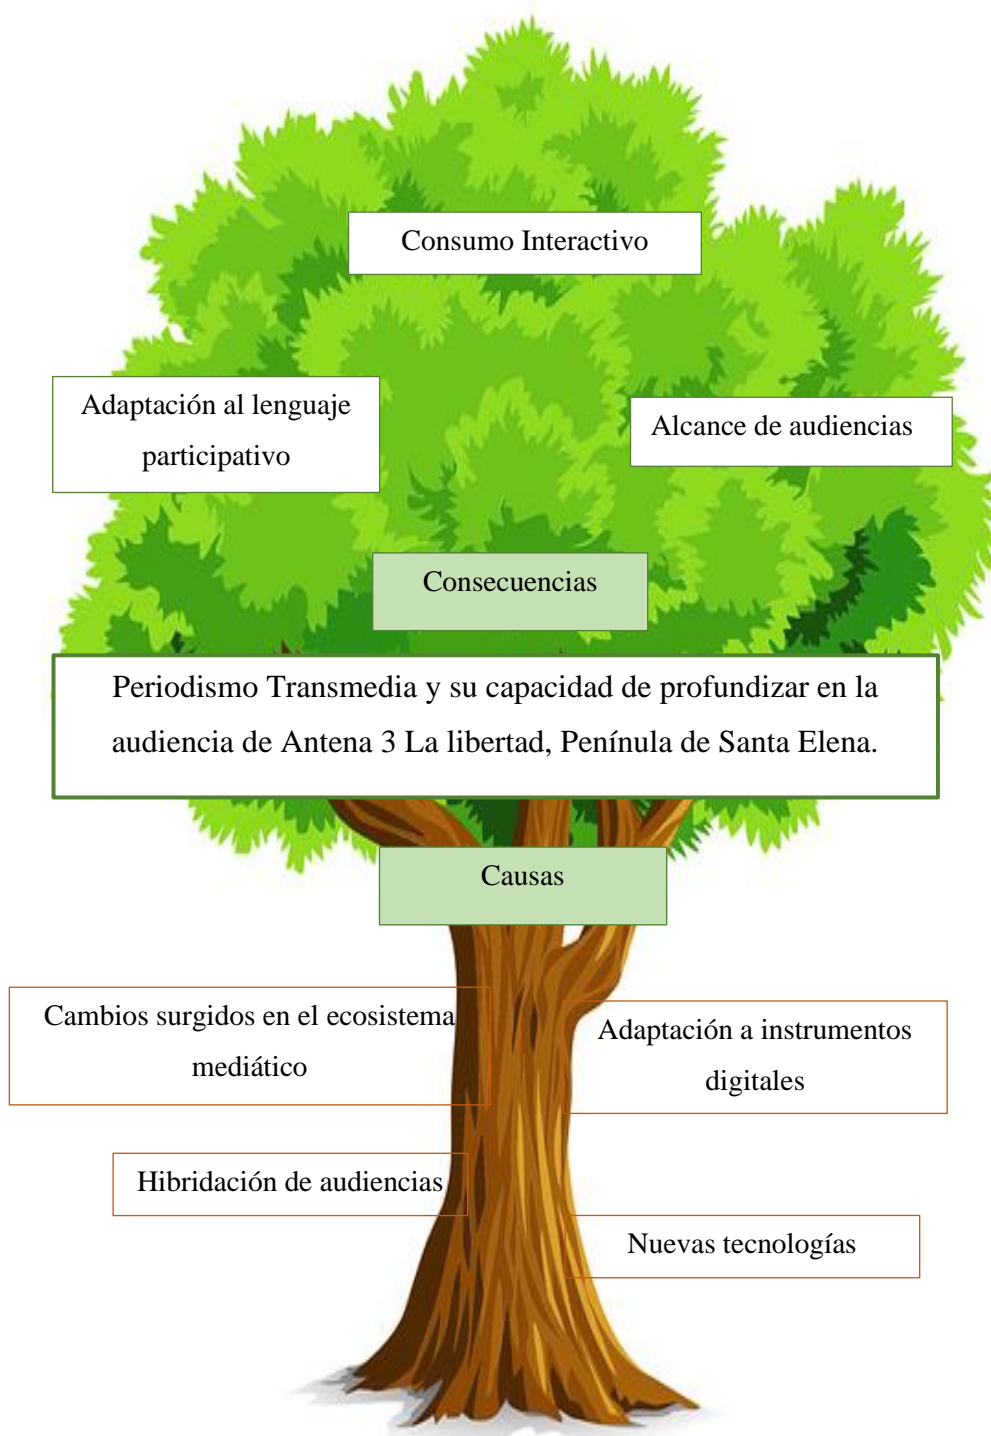 Consumo Interactivo
Adaptación al lenguaje
participativo
Alcance de audiencias
Consecuencias
Periodismo Transmedia y su capacidad de profundizar en la
audiencia de Antena 3 La libertad, Penínula de Santa Elena.
Causas
Cambios surgidos en el ecosistema
mediático
Adaptación a instrumentos
digitales
Hibridación de audiencias
Nuevas tecnologías